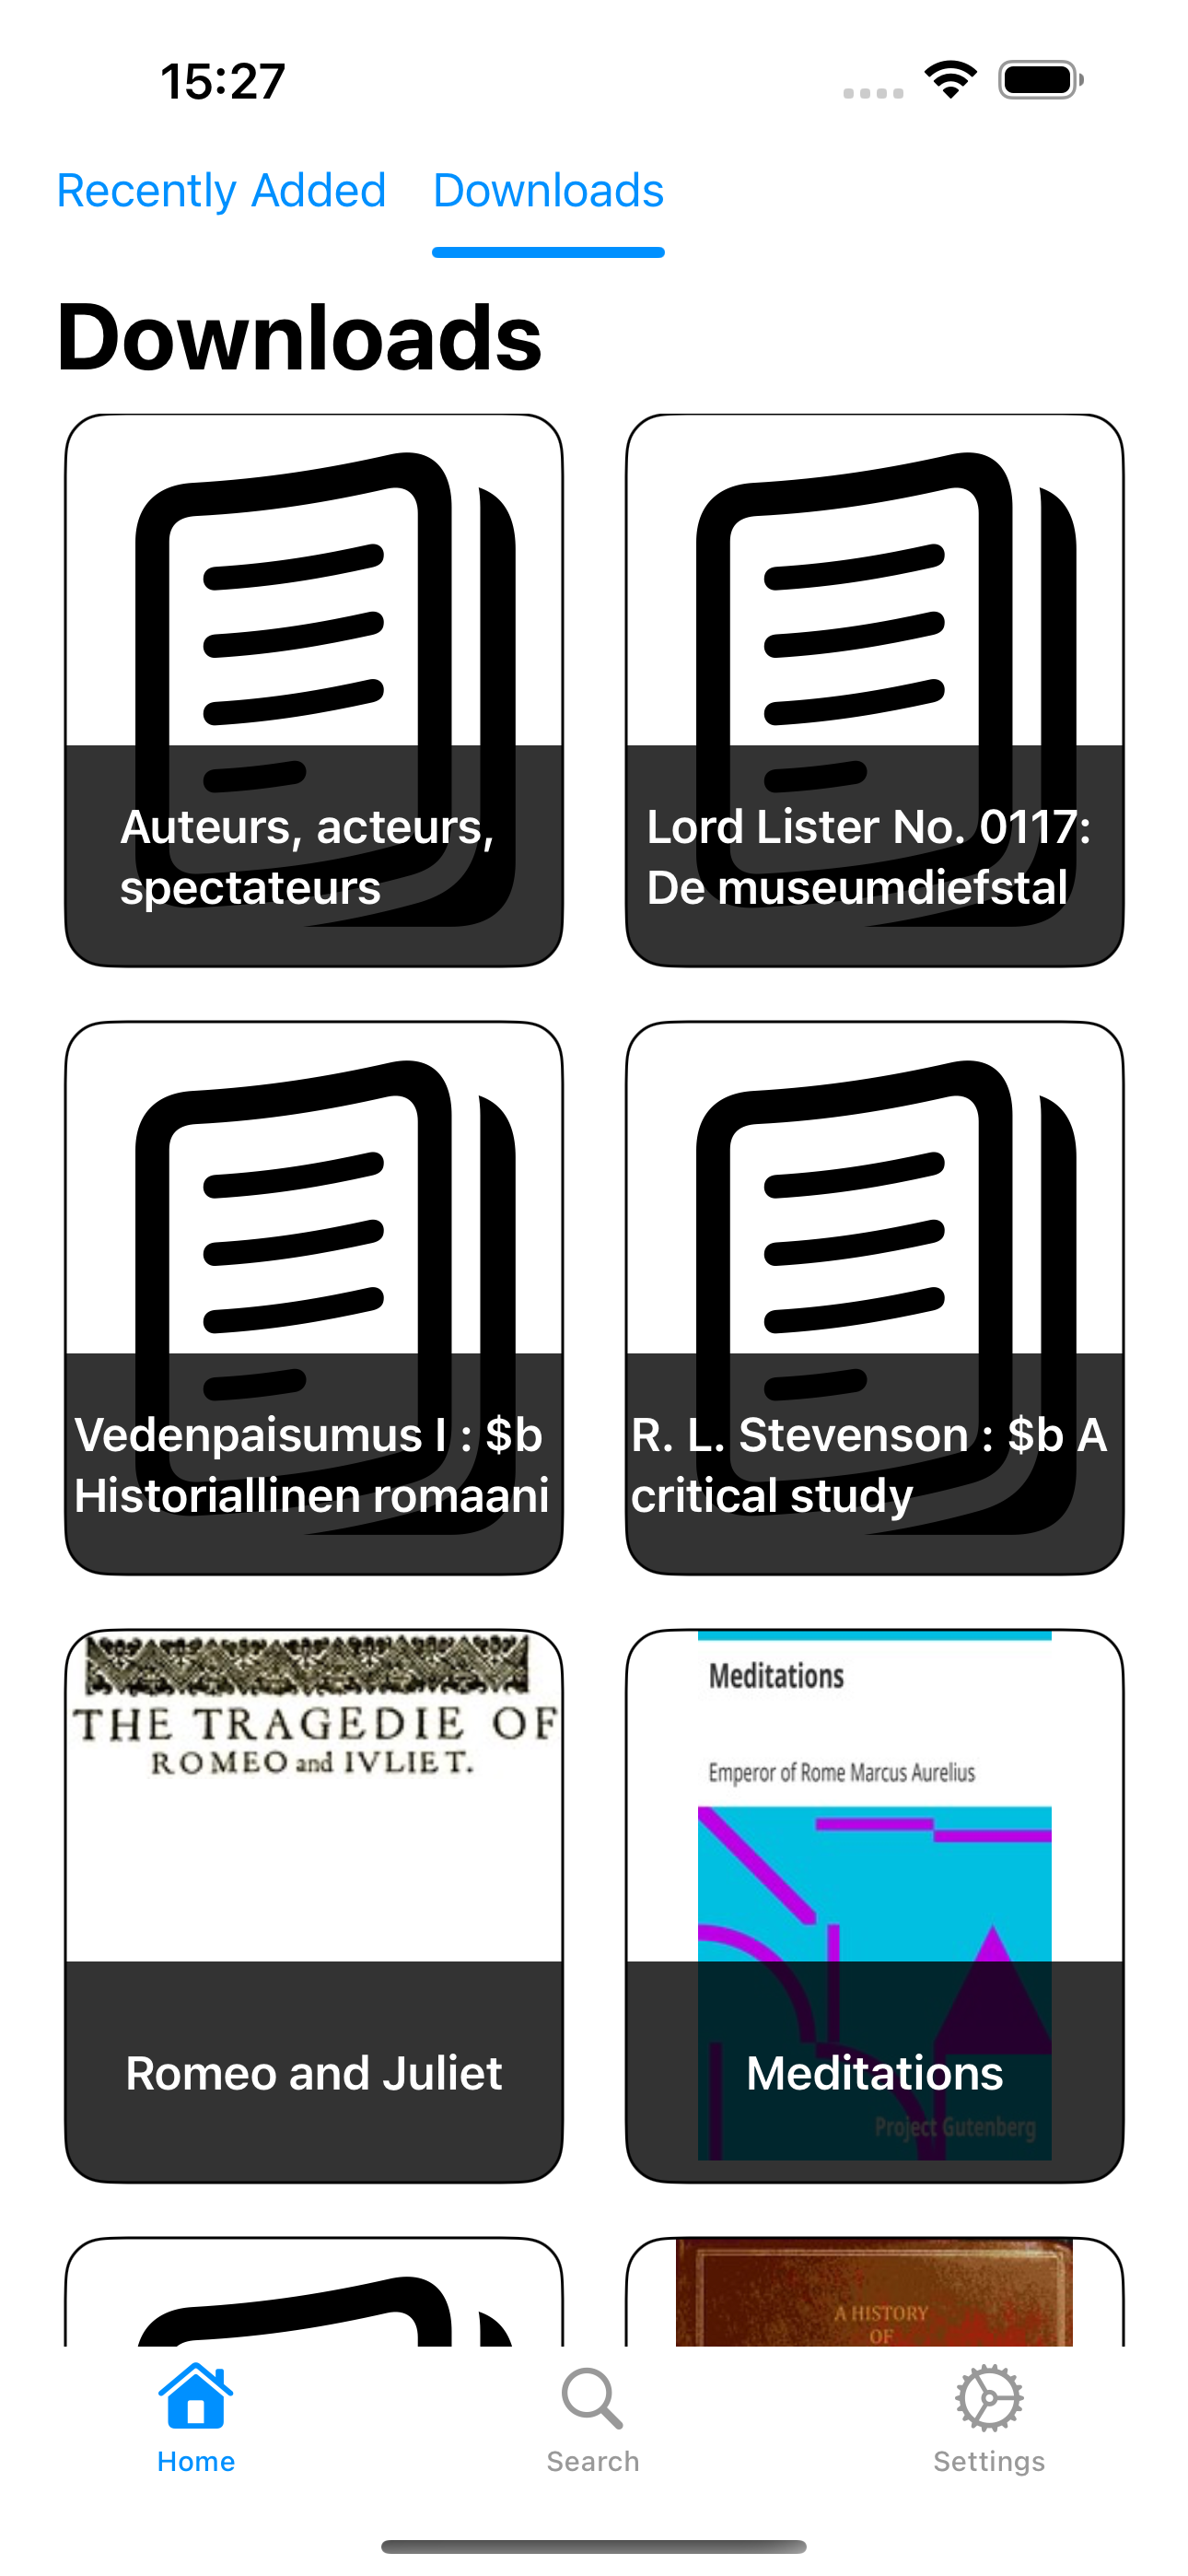 15:27
Recently Added
Downloads
Downloads
Auteurs, acteurs,
spectateurs
Lord Lister No. 0117:
De museumdiefstal
Vedenpaisumus I : $b
Historiallinen romaani
R. L. Stevenson : $b A
critical study
THE TRAGEDIE OF
ROMEO and IVLIET.
Romeo and Juliet
Meditations
Emperor of Rome Marcus Aurelius
Meditations
Project Gutenberg
A HISTORY
OF
Home
Search
Settings